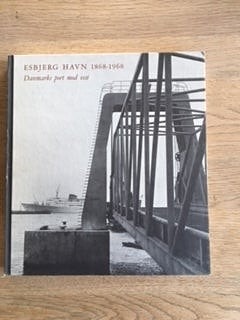 ESBJERG HAVN 1868-1968
Danmarks port mod vest